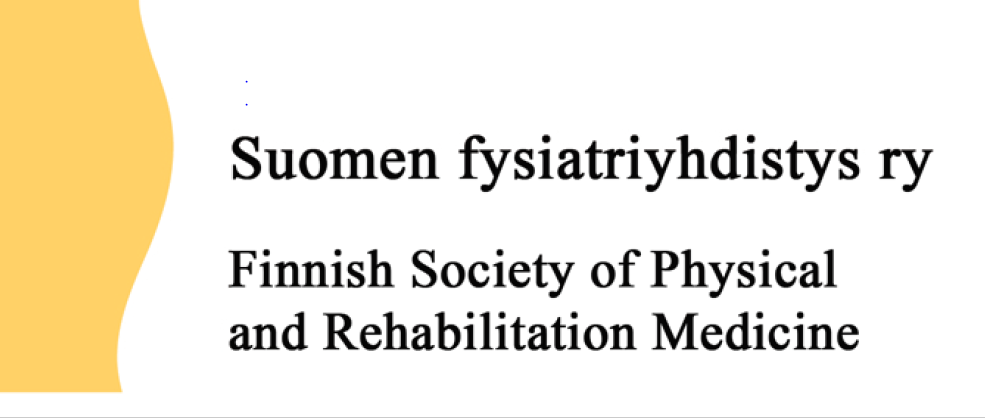 Suomen fysiatriyhdistys ry
Finnish Society of Physical
and Rehabilitation Medicine